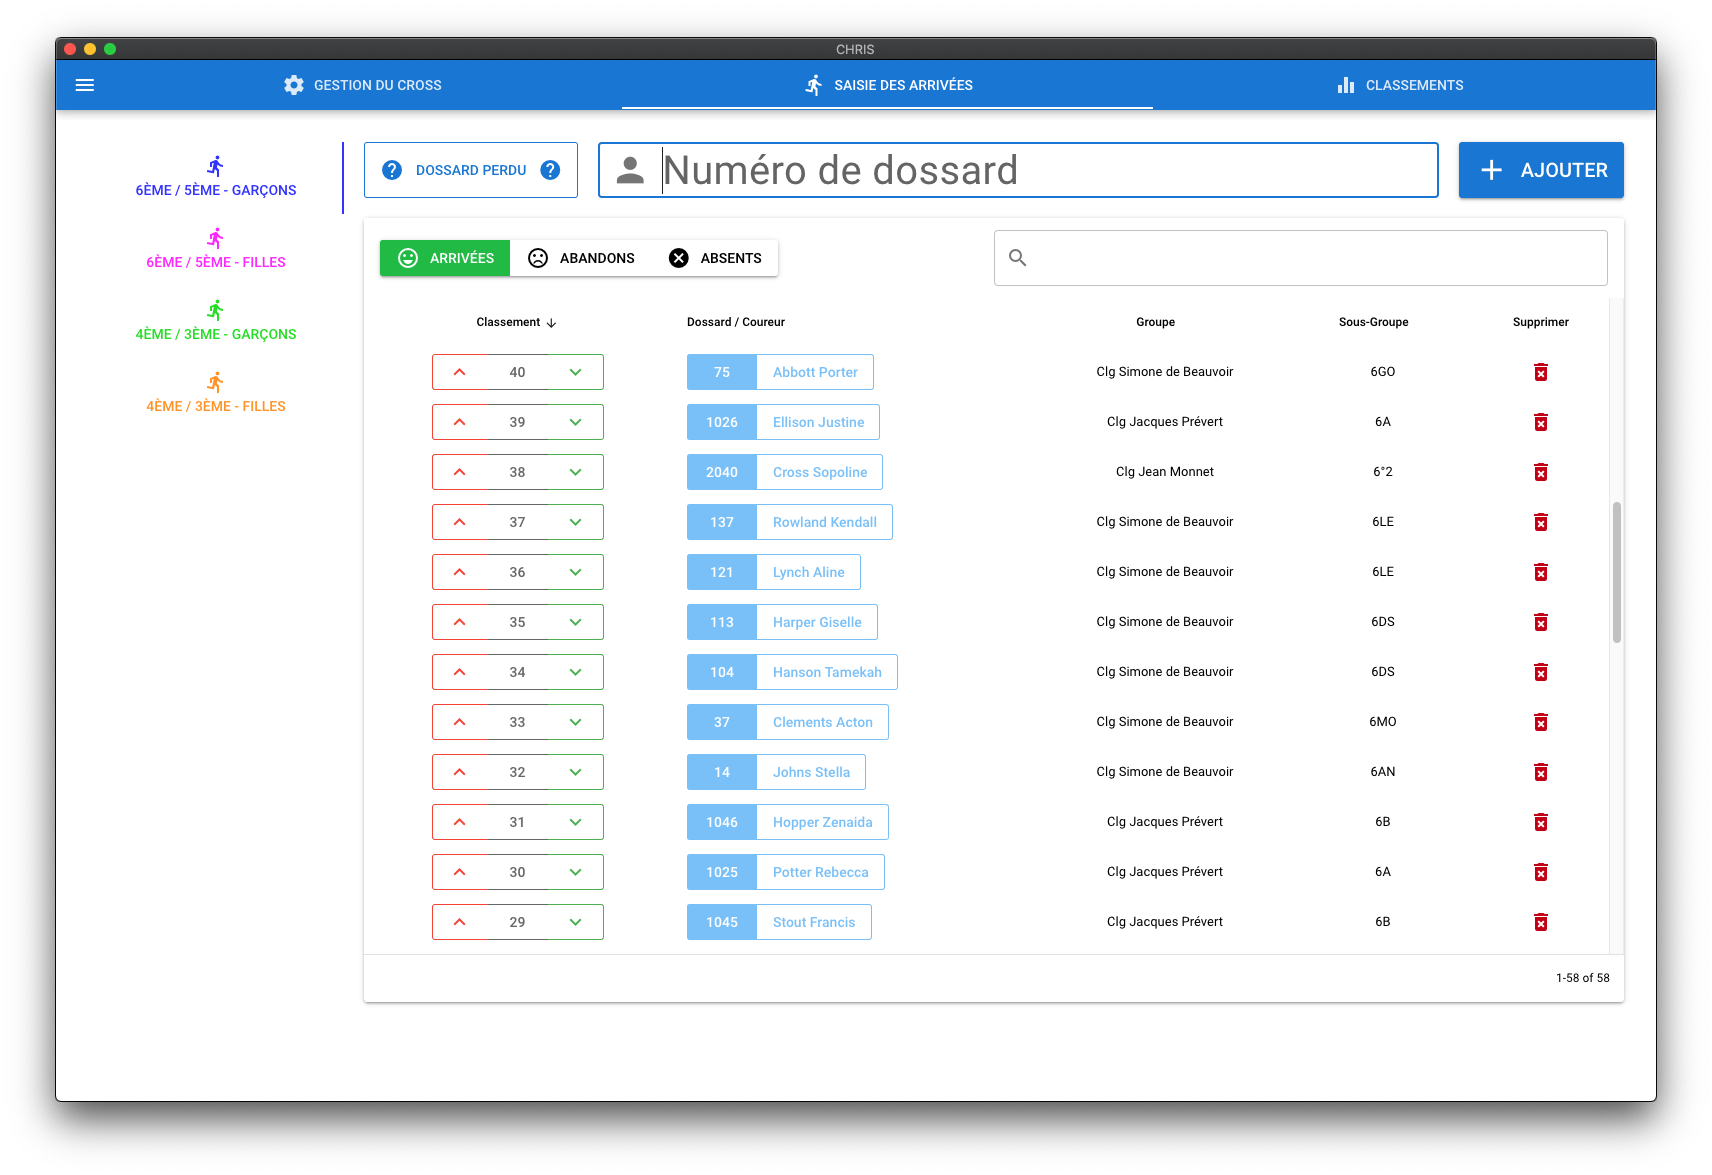 CHRIS
GESTION DU CROSS
SAISIE DES ARRIVÉES
CLASSEMENTS
6ÈME / 5ÈME - GARÇONS
6ÈME / 5ÈME - FILLES
4ÈME / 3ÈME - GARÇONS
4ÈME / 3ÈME - FILLES
DOSSARD PERDU
Numéro de dossard
AJOUTER
ARRIVÉES ABANDONS ABSENTS
Classement Dossard / Coureur Groupe Sous-Groupe Supprimer
40 75 Abbott Porter Clg Simone de Beauvoir 6GO
39 1026 Ellison Justine Clg Jacques Prévert 6A
38 2040 Cross Sopoline Clg Jean Monnet 6°2
37 137 Rowland Kendall Clg Simone de Beauvoir 6LE
36 121 Lynch Aline Clg Simone de Beauvoir 6LE
35 113 Harper Giselle Clg Simone de Beauvoir 6DS
34 104 Hanson Tamekah Clg Simone de Beauvoir 6DS
33 37 Clements Acton Clg Simone de Beauvoir 6MO
32 14 Johns Stella Clg Simone de Beauvoir 6AN
31 1046 Hopper Zenaida Clg Jacques Prévert 6B
30 1025 Potter Rebecca Clg Jacques Prévert 6A
29 1045 Stout Francis Clg Jacques Prévert 6B
1-58 of 58